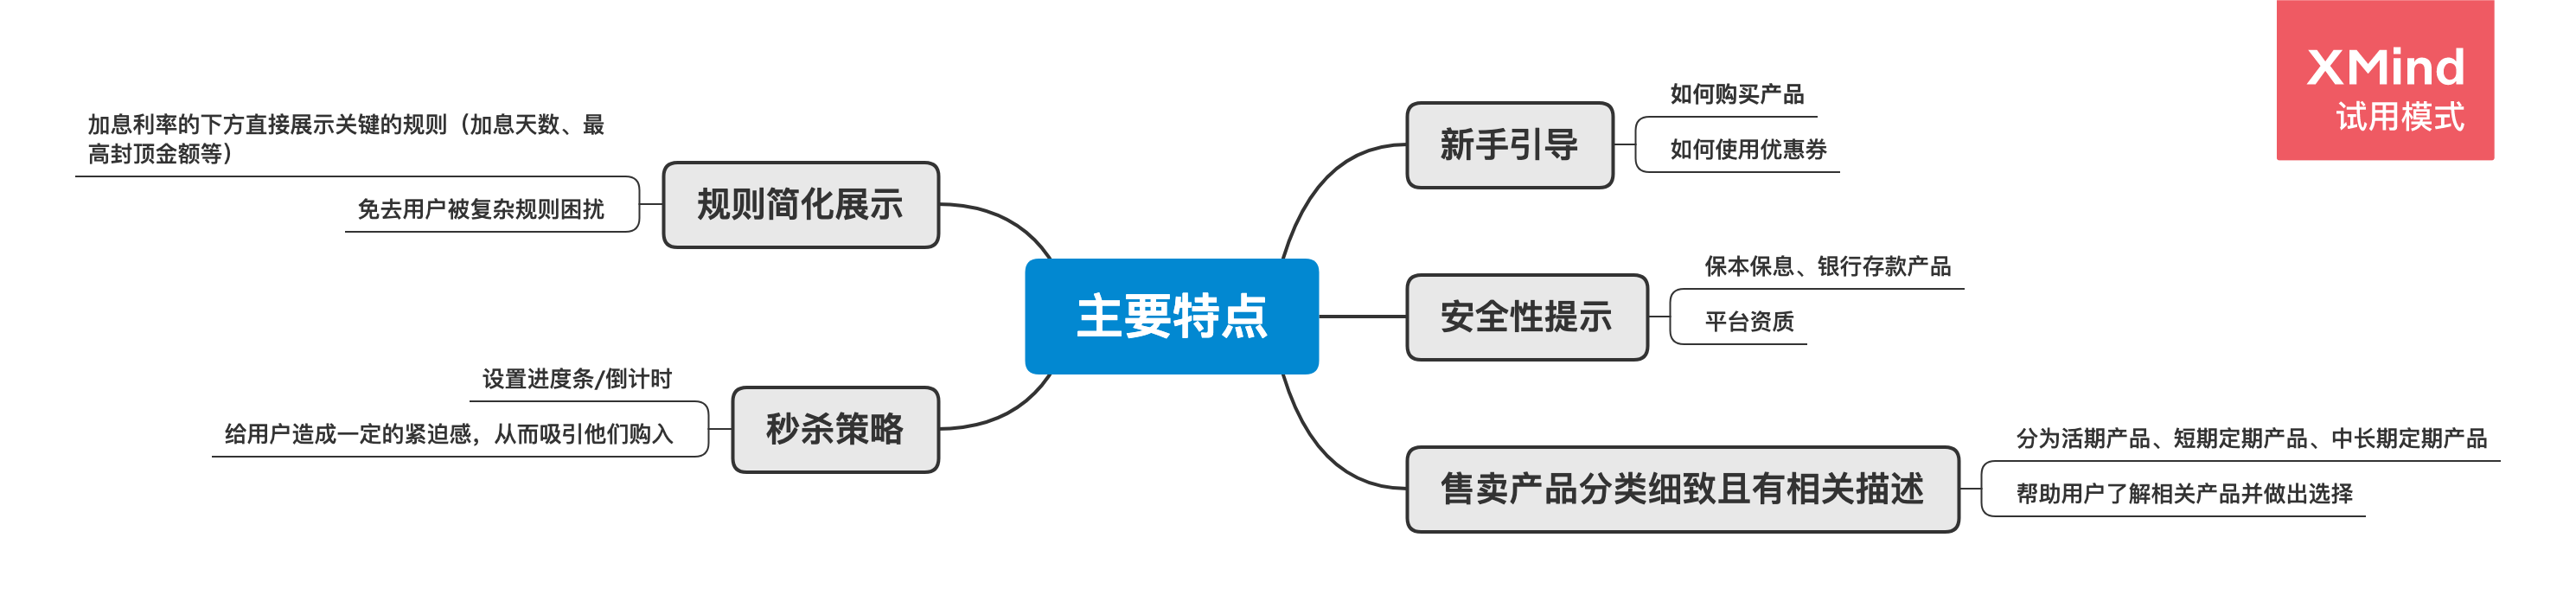 XMind
试用模式
主要特点
新手引导
如何购买产品
如何使用优惠券
安全性提示
保本保息、银行存款产品
平台资质
售卖产品分类细致且有相关描述
分为活期产品、短期定期产品、中长期定期产品
帮助用户了解相关产品并做出选择
规则简化展示
加息利率的下方直接展示关键的规则（加息天数、最
高封顶金额等）
免去用户被复杂规则困扰
秒杀策略
设置进度条/倒计时
给用户造成一定的紧迫感，从而吸引他们购入